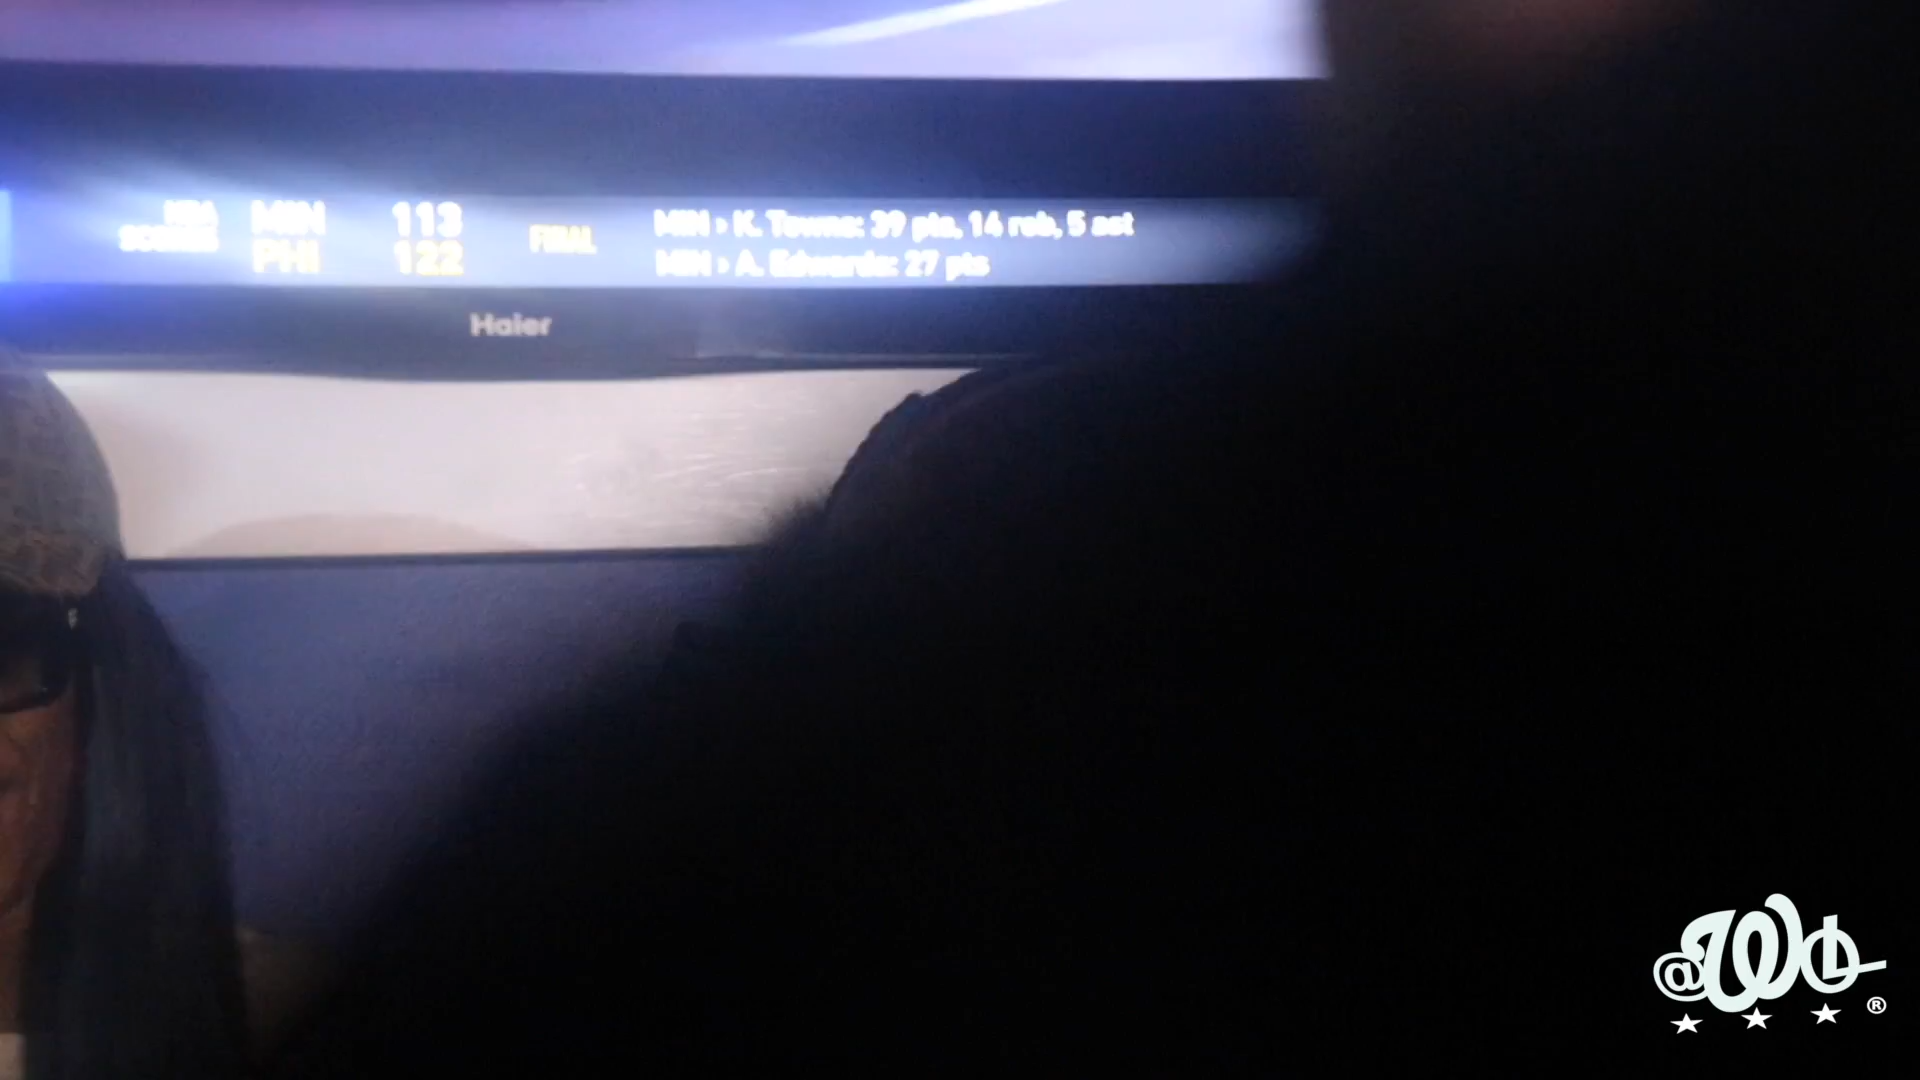 NBA
SCORES
MIN 113
PHI 122
FINAL
MIN › K. Towns: 39 pts, 14 reb, 5 ast
MIN › A. Edwards: 27 pts
Haier
@WOL
®